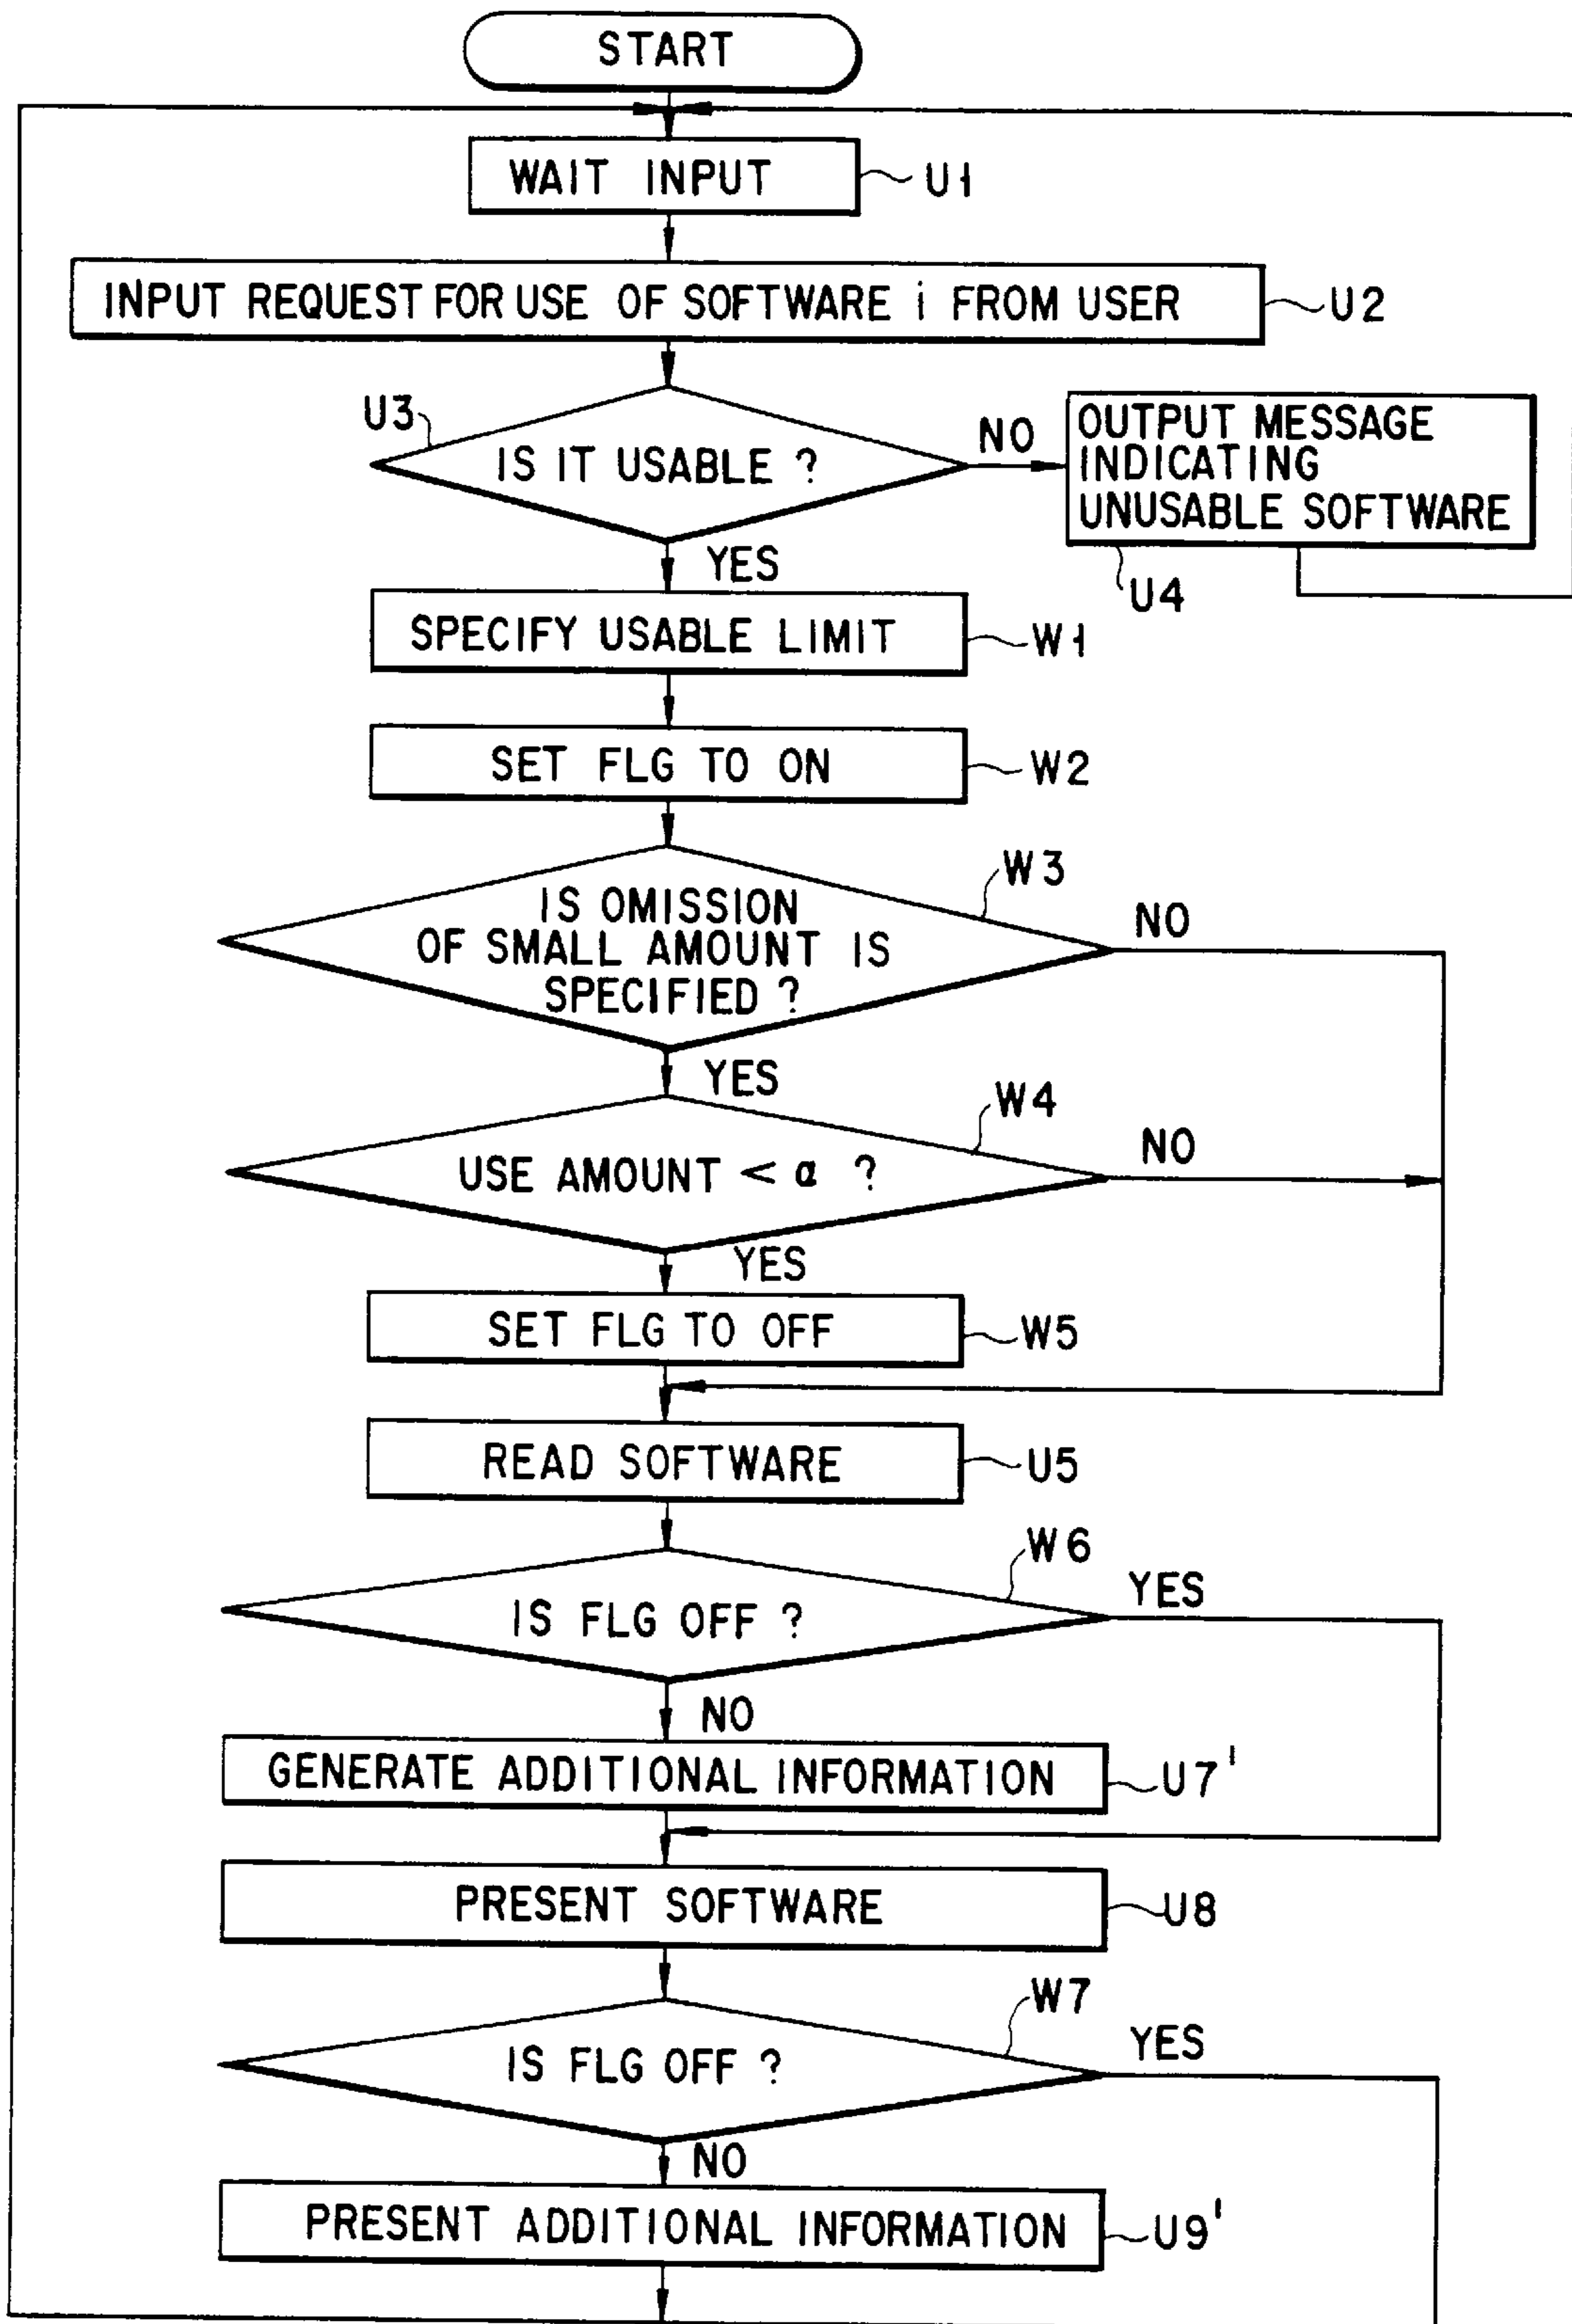 START
WAIT INPUT
U1
INPUT REQUEST FOR USE OF SOFTWARE i FROM USER
U2
U3
IS IT USABLE ?
NO
OUTPUT MESSAGE
INDICATING
UNUSABLE SOFTWARE
U4
YES
SPECIFY USABLE LIMIT
W1
SET FLG TO ON
W2
W3
IS OMISSION
OF SMALL AMOUNT IS
SPECIFIED ?
NO
YES
W4
USE AMOUNT < α ?
NO
YES
SET FLG TO OFF
W5
READ SOFTWARE
U5
W6
IS FLG OFF ?
YES
NO
GENERATE ADDITIONAL INFORMATION
U7'
PRESENT SOFTWARE
U8
W7
IS FLG OFF ?
YES
NO
PRESENT ADDITIONAL INFORMATION
U9'